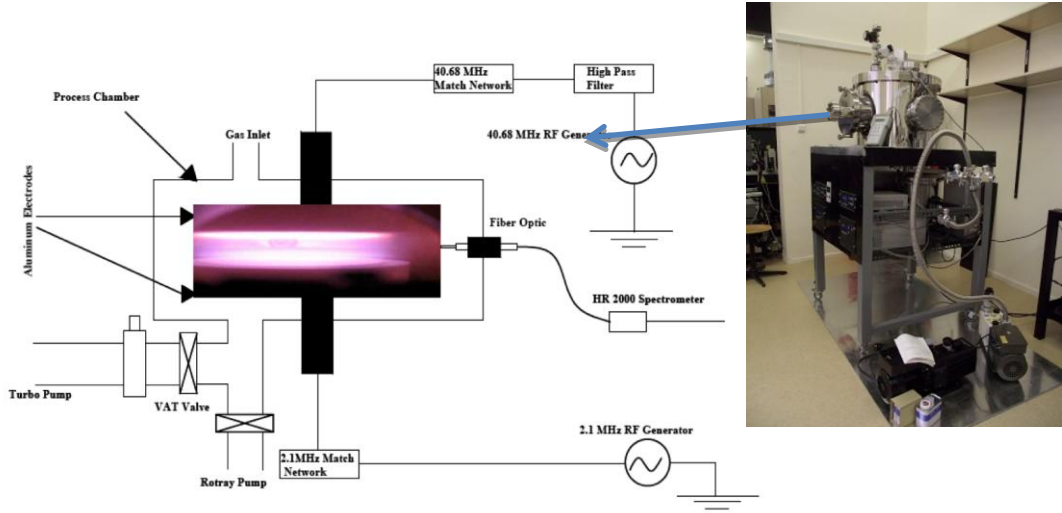 40.68 MHz
Match Network
High Pass
Filter
Process Chamber
Gas Inlet
40.68 MHz RF Genera
Aluminum Electrodes
Fiber Optic
HR 2000 Spectrometer
Turbo Pump
VAT Valve
2.1 MHz RF Generator
2.1MHz Match
Network
Rotray Pump